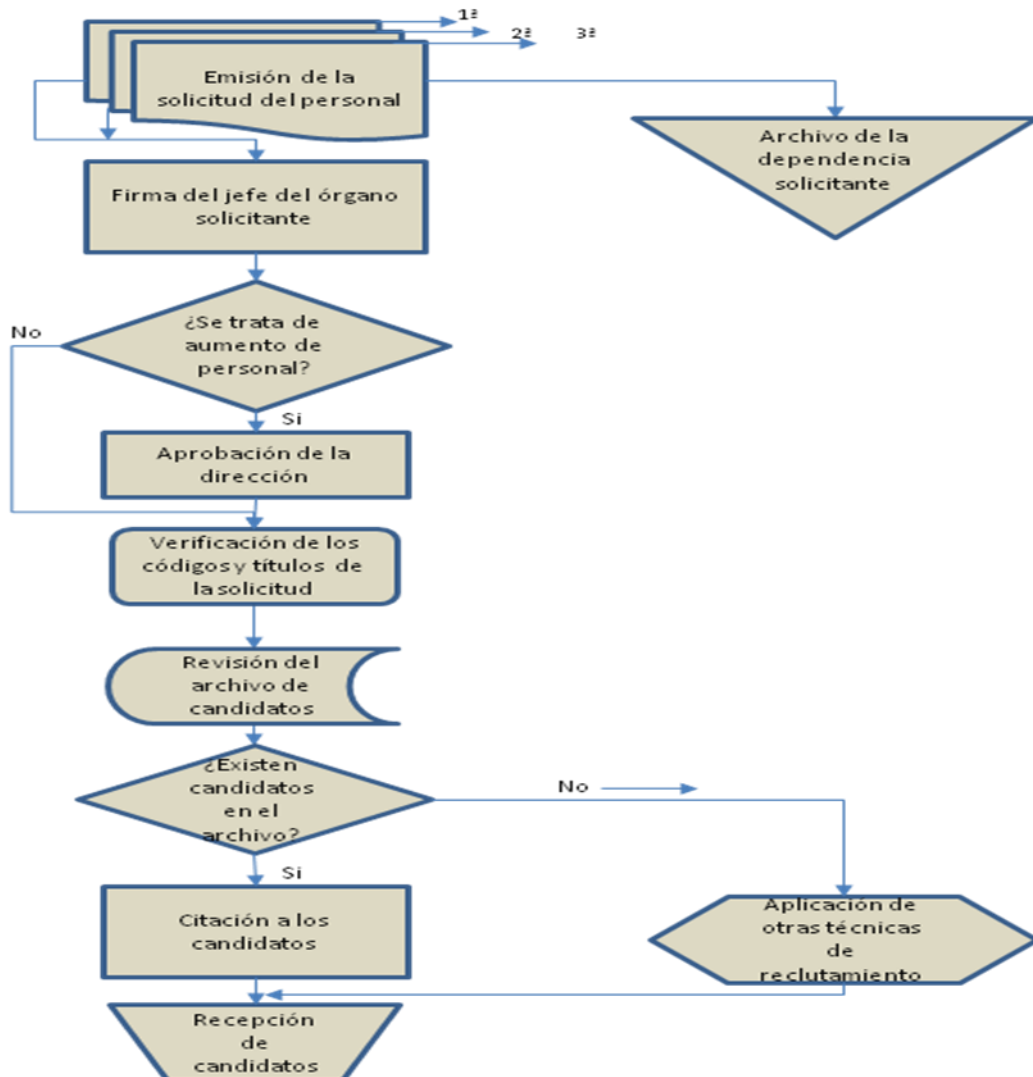 1ª
2ª 3ª
Emisión de la
solicitud del personal
Archivo de la
dependencia
solicitante
Firma del jefe del órgano
solicitante
No
¿Se trata de
aumento de
personal?
Si
Aprobación de la
dirección
Verificación de los
códigos y títulos de
la solicitud
Revisión del
archivo de
candidatos
¿Existen
candidatos
en el
archivo?
No
Si
Citación a los
candidatos
Aplicación de
otras técnicas
de
reclutamiento
Recepción
de
candidatos